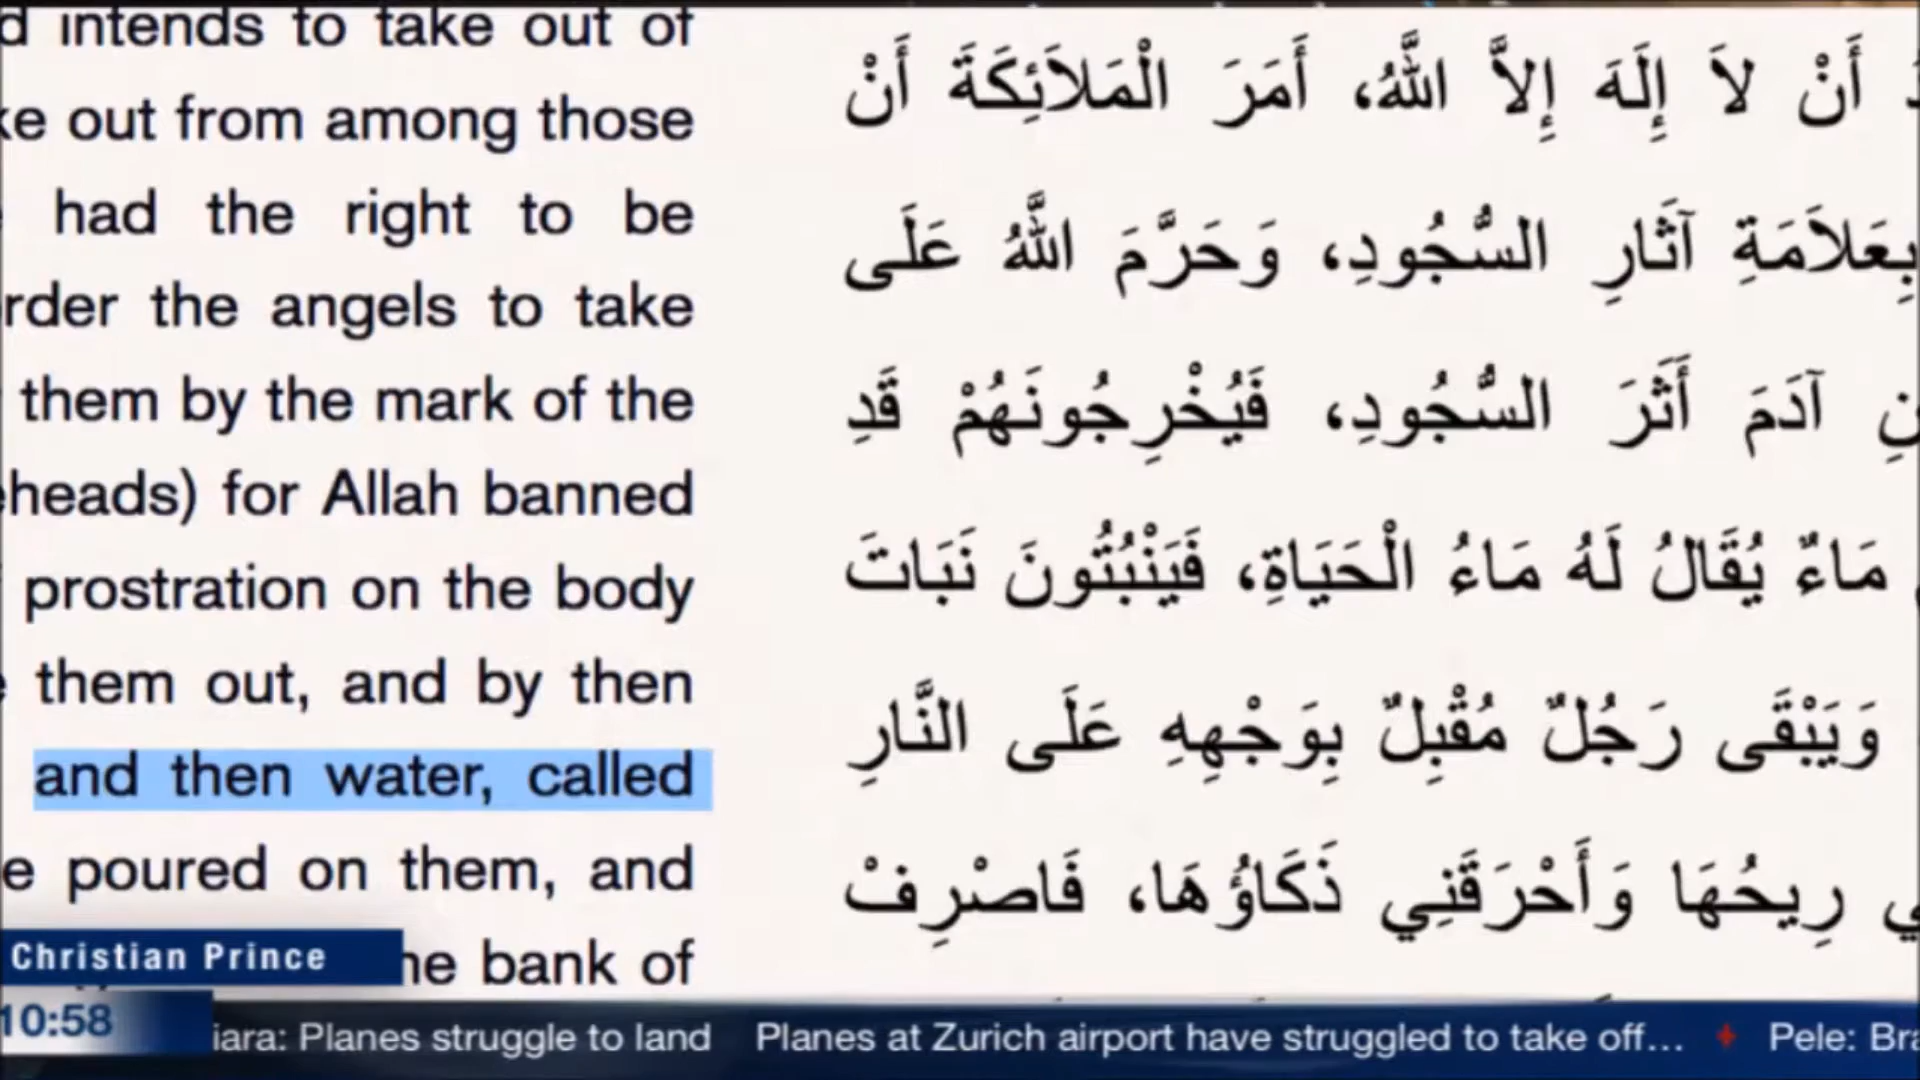 intends to take out of
out from among those
had the right to be
the angels to take
them by the mark of the
for Allah banned
prostration on the body
them out, and by then
and then water, called
poured on them, and
bank of
أَنْ لاَ إِلَهَ إِلاَّ اللَّهُ، أَمَرَ الْمَلاَئِكَةَ أَنْ
بِعَلاَمَةِ آثَارِ السُّجُودِ، وَحَرَّمَ اللَّهُ عَلَى
آدَمَ أَثَرَ السُّجُودِ، فَيُخْرِجُونَهُمْ قَدِ
مَاءٌ يُقَالُ لَهُ مَاءُ الْحَيَاةِ، فَيَنْبُتُونَ نَبَاتَ
وَيَبْقَى رَجُلٌ مُقْبِلٌ بِوَجْهِهِ عَلَى النَّارِ
رِيحُهَا وَأَحْرَقَنِي ذَكَاؤُهَا، فَاصْرِفْ
Christian Prince
10:58
iara: Planes struggle to land Planes at Zurich airport have struggled to take off... Pele: Bra